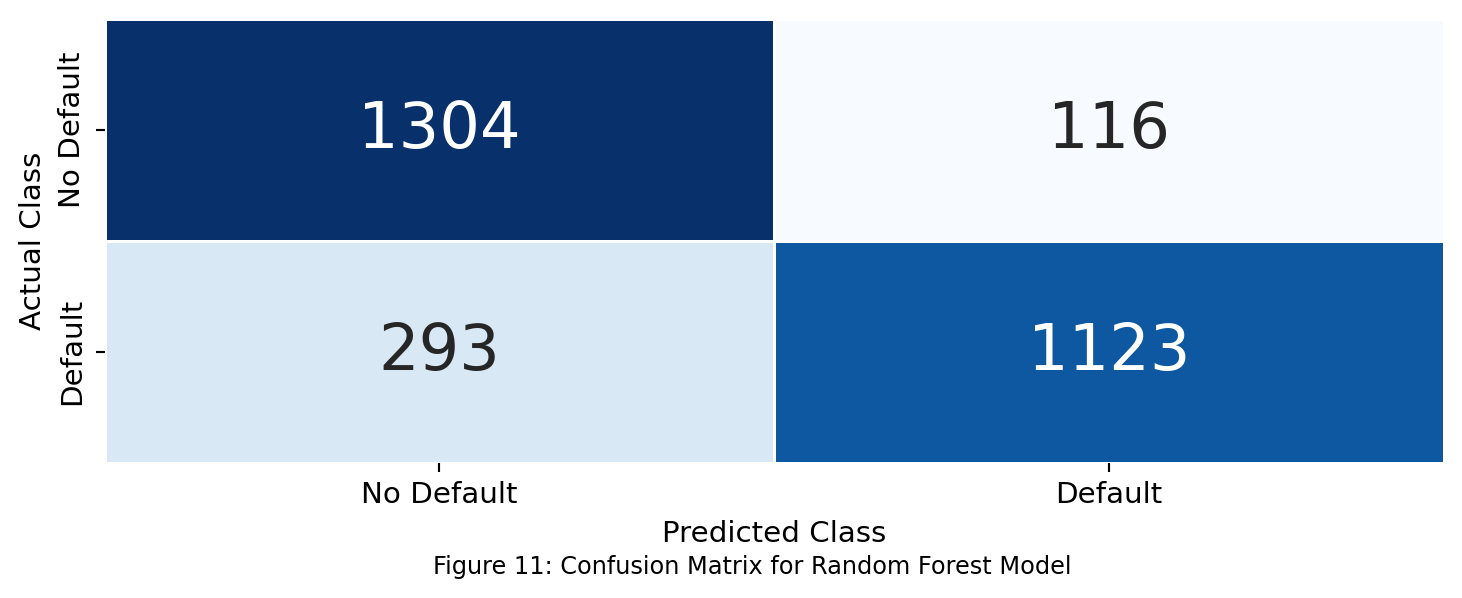 Actual Class
No Default
1304
116
Default
293
1123
No Default
Default
Predicted Class
Figure 11: Confusion Matrix for Random Forest Model